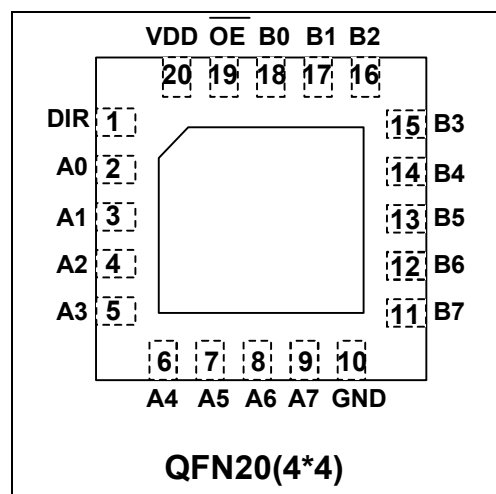 VDD O̅E̅ B0 B1 B2
20 19 18 17 16
DIR 1 15 B3
A0 2 14 B4
A1 3 13 B5
A2 4 12 B6
A3 5 11 B7
6 7 8 9 10
A4 A5 A6 A7 GND
QFN20(4*4)